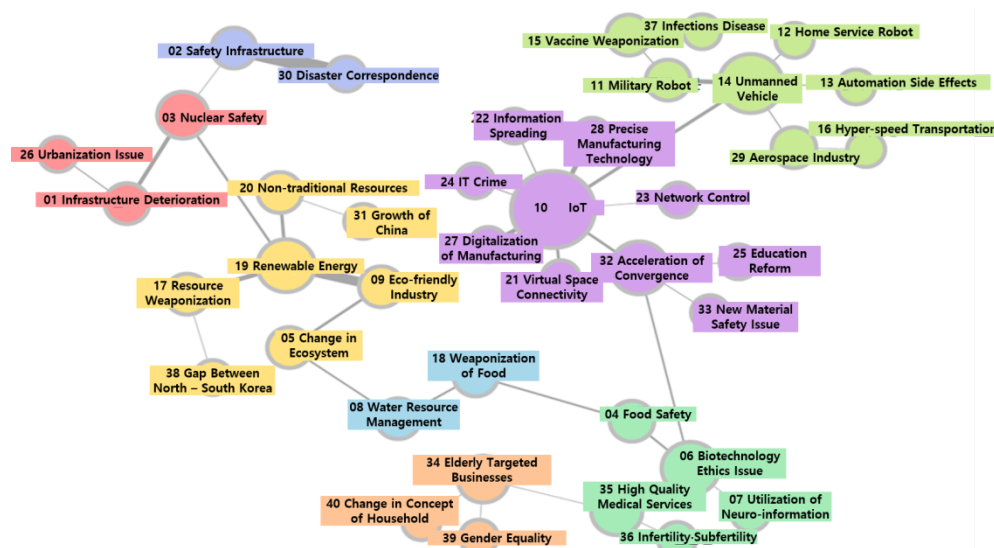 02 Safety Infrastructure
30 Disaster Correspondence
03 Nuclear Safety
26 Urbanization Issue
01 Infrastructure Deterioration
20 Non-traditional Resources
31 Growth of
China
19 Renewable Energy
17 Resource
Weaponization
09 Eco-friendly
Industry
05 Change in
Ecosystem
38 Gap Between
North – South Korea
18 Weaponization
of Food
08 Water Resource
Management
37 Infections Disease
15 Vaccine Weaponization
12 Home Service Robot
11 Military Robot
14 Unmanned
Vehicle
13 Automation Side Effects
16 Hyper-speed Transportation
29 Aerospace Industry
22 Information
Spreading
28 Precise
Manufacturing
Technology
24 IT Crime
10 IoT
23 Network Control
27 Digitalization
of Manufacturing
21 Virtual Space
Connectivity
32 Acceleration of
Convergence
25 Education
Reform
33 New Material
Safety Issue
04 Food Safety
06 Biotechnology
Ethics Issue
34 Elderly Targeted
Businesses
35 High Quality
Medical Services
07 Utilization of
Neuro-information
40 Change in Concept
of Household
39 Gender Equality
36 Infertility·Subfertility